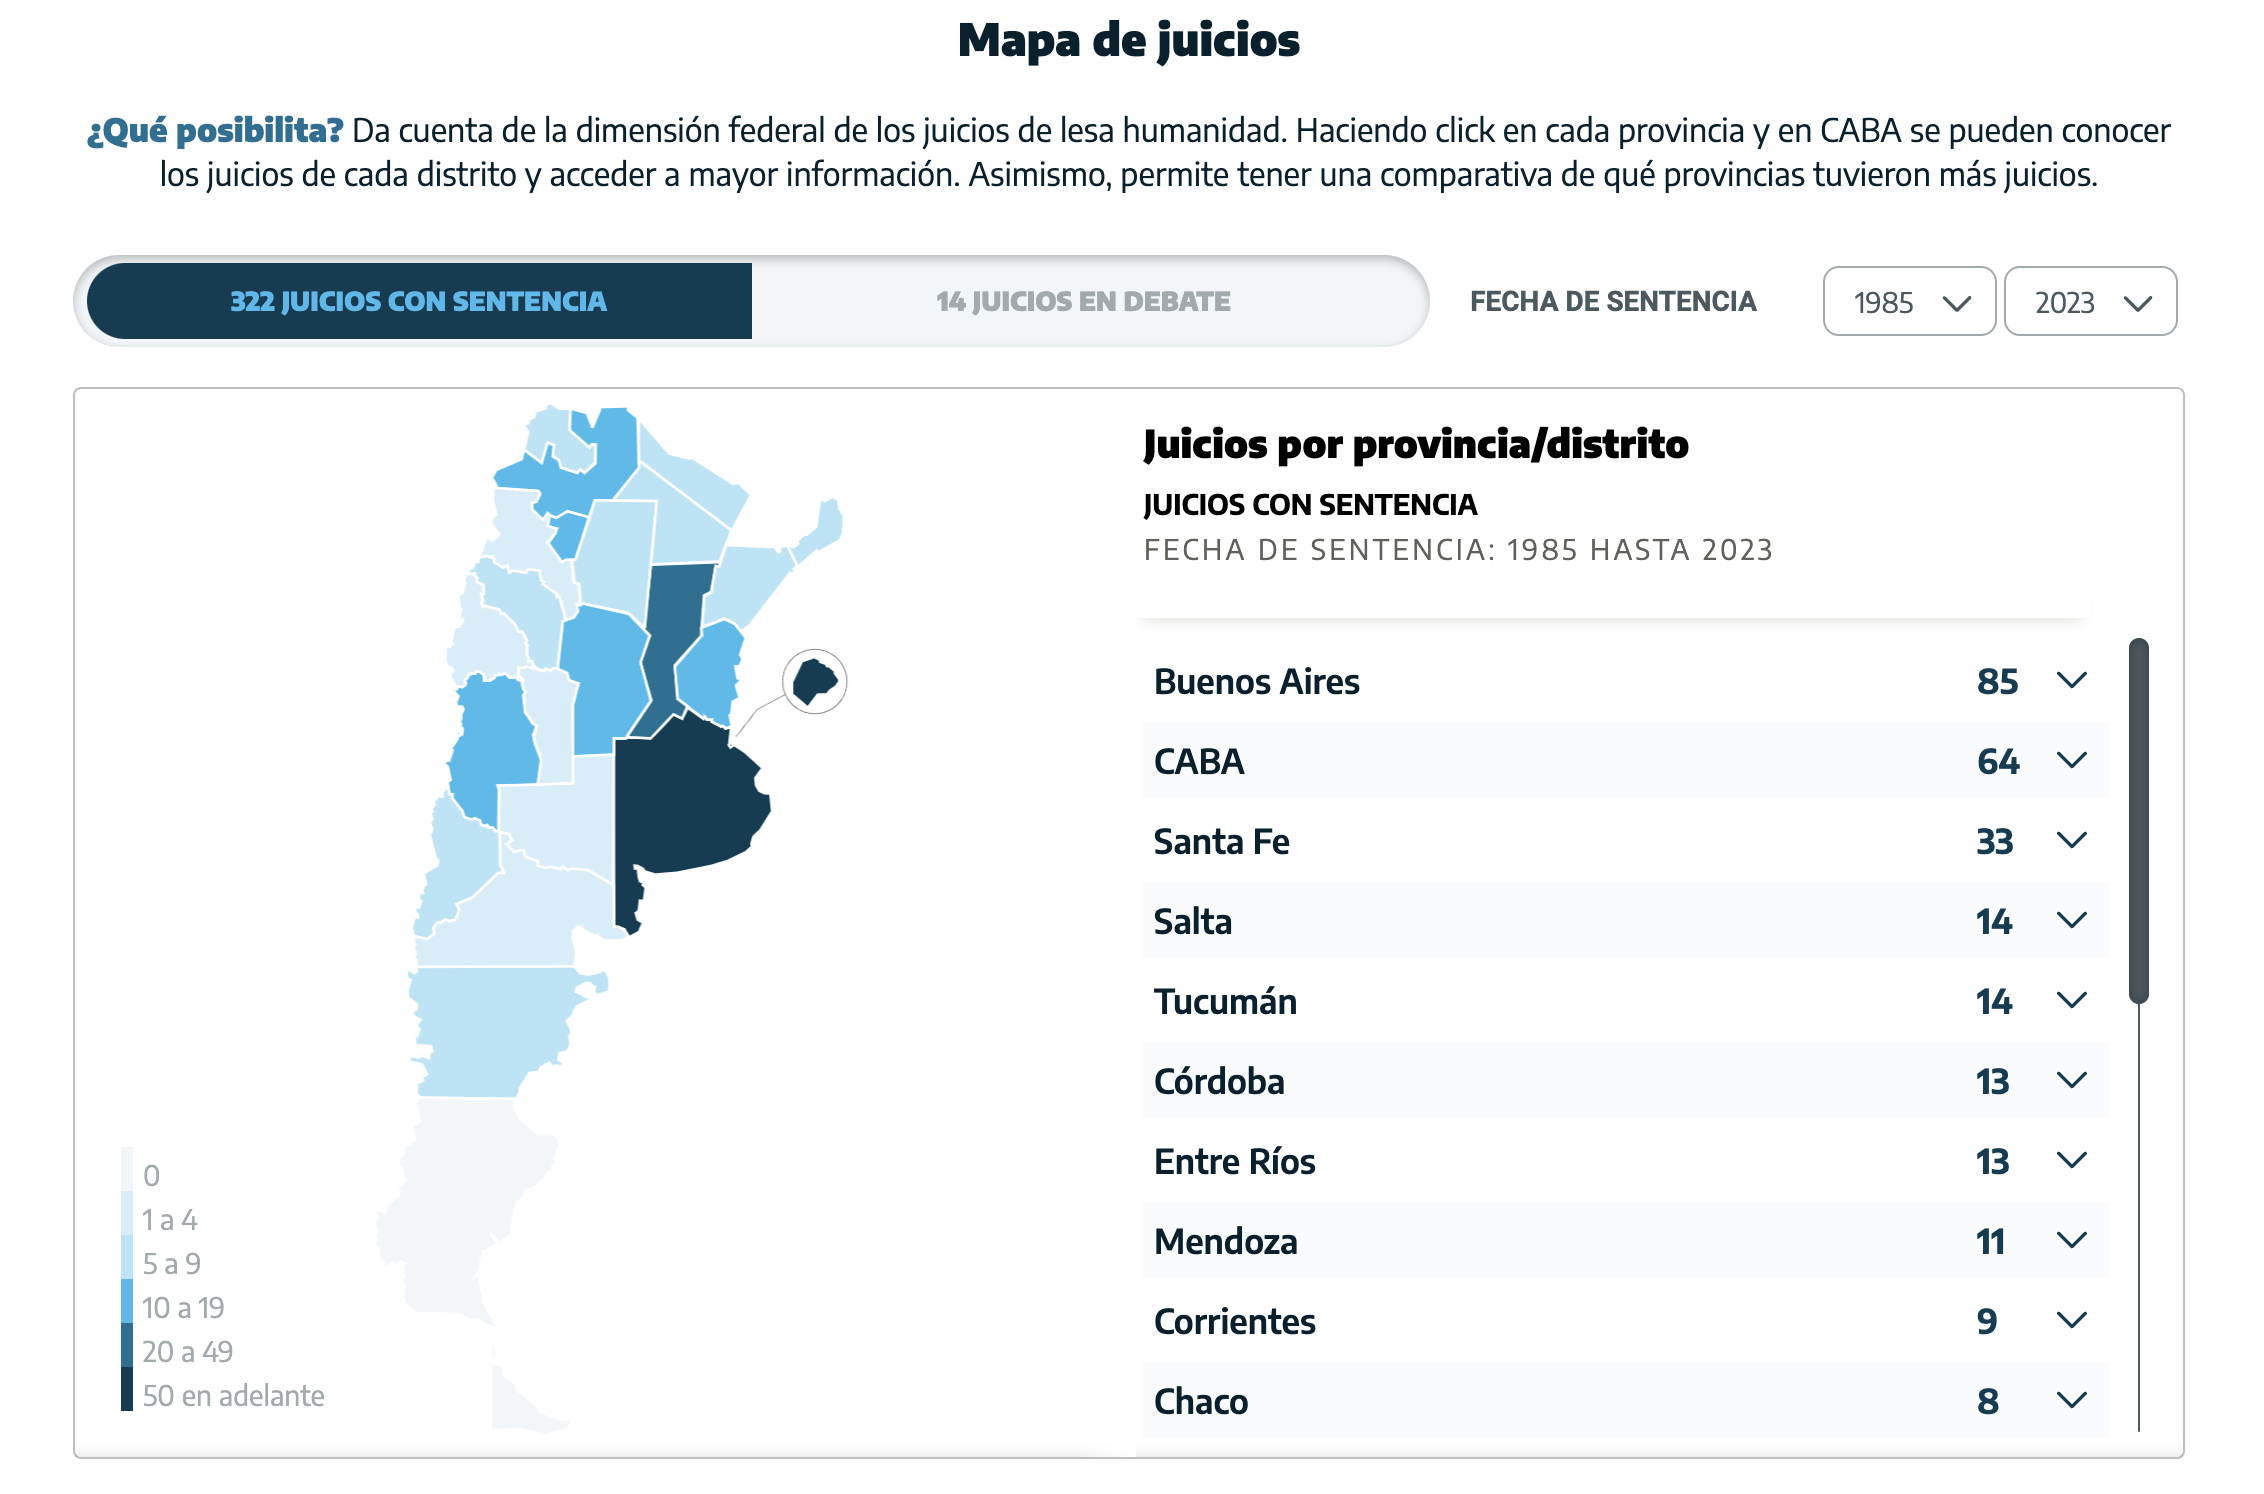 Mapa de juicios
¿Qué posibilita? Da cuenta de la dimensión federal de los juicios de lesa humanidad. Haciendo click en cada provincia y en CABA se pueden conocer
los juicios de cada distrito y acceder a mayor información. Asimismo, permite tener una comparativa de qué provincias tuvieron más juicios.
322 JUICIOS CON SENTENCIA
14 JUICIOS EN DEBATE
FECHA DE SENTENCIA
1985
2023
0
1 a 4
5 a 9
10 a 19
20 a 49
50 en adelante
Juicios por provincia/distrito
JUICIOS CON SENTENCIA
FECHA DE SENTENCIA: 1985 HASTA 2023
Buenos Aires 85
CABA 64
Santa Fe 33
Salta 14
Tucumán 14
Córdoba 13
Entre Ríos 13
Mendoza 11
Corrientes 9
Chaco 8